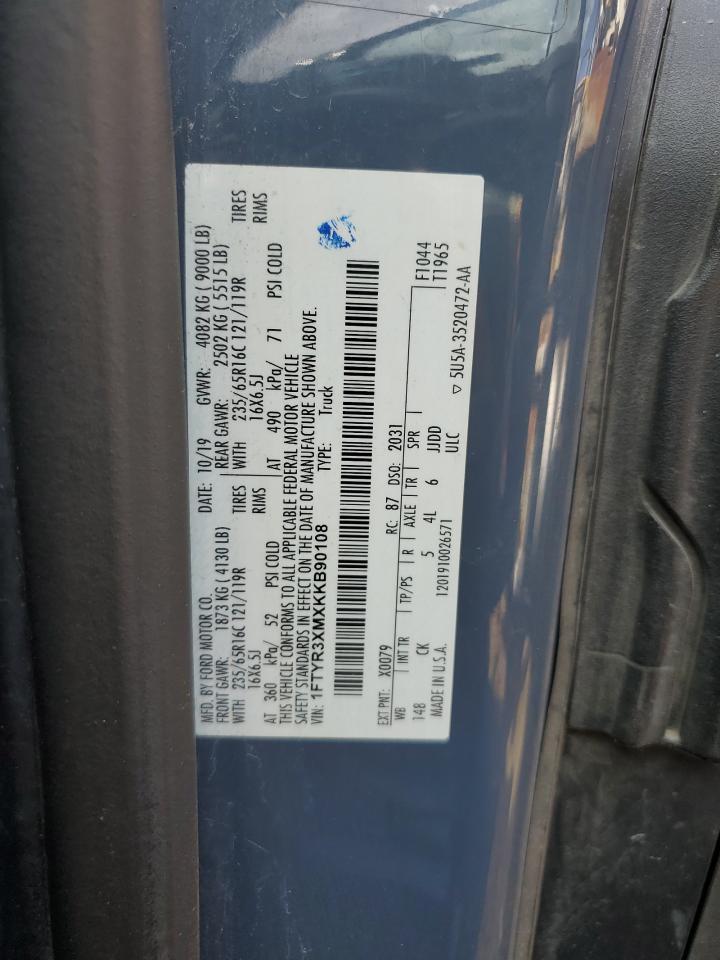 MFD. BY FORD MOTOR CO. DATE: 10/19 GVWR: 4082 KG ( 9000 LB)
FRONT GAWR: 1873 KG ( 4130 LB) REAR GAWR: 2502 KG ( 5515 LB)
WITH 235/65R16C 121/119R TIRES WITH 235/65R16C 121/119R TIRES
16X6.5J RIMS 16X6.5J RIMS
AT 360 kPa/ 52 PSI COLD AT 490 kPa/ 71 PSI COLD
THIS VEHICLE CONFORMS TO ALL APPLICABLE FEDERAL MOTOR VEHICLE
SAFETY STANDARDS IN EFFECT ON THE DATE OF MANUFACTURE SHOWN ABOVE.
VIN: 1FTYR3XMXKKB90108 TYPE: Truck
EXT PNT: X0079 RC: 87 DSO: 2031
WB INT TR TP/PS R AXLE TR SPR F1044
148 CK 5 4L 6 JJDD T1965
MADE IN U.S.A. 1201910026571 ULC
▽ 5U5A-3520472-AA